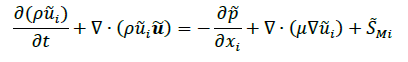 ∂(ρũᵢ)/∂t + ∇ · (ρũᵢ𝒖̃) = −∂p̃/∂xᵢ + ∇ · (μ∇ũᵢ) + S̃_Mi